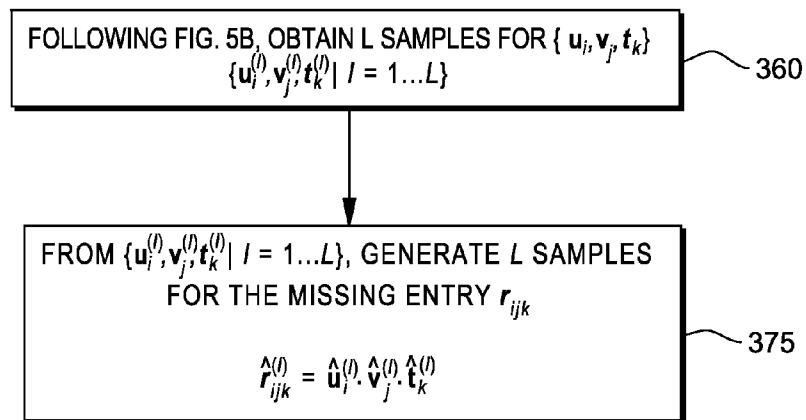 FOLLOWING FIG. 5B, OBTAIN L SAMPLES FOR { u_i, v_j, t_k}
{u_i^(l), v_j^(l), t_k^(l) | l = 1...L}
360
FROM {u_i^(l), v_j^(l), t_k^(l) | l = 1...L}, GENERATE L SAMPLES
FOR THE MISSING ENTRY r_ijk
r̂_ijk^(l) = û_i^(l). v̂_j^(l). t̂_k^(l)
375